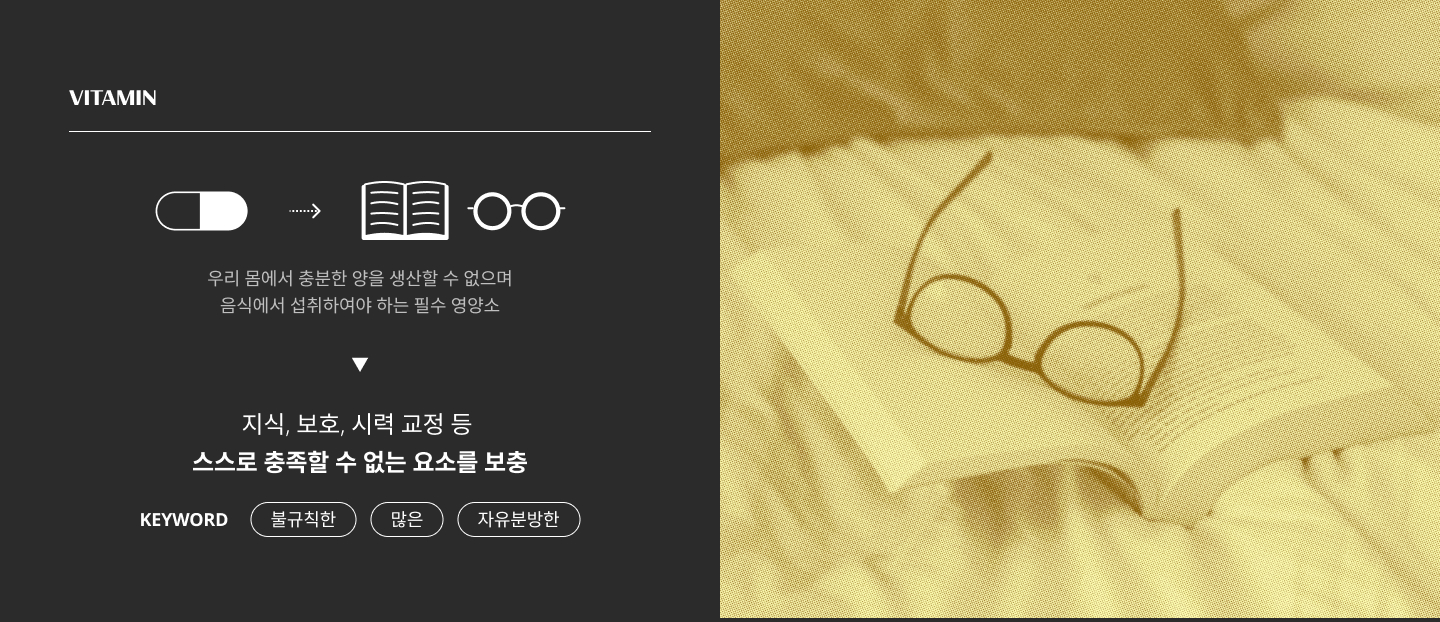 VITAMIN
우리 몸에서 충분한 양을 생산할 수 없으며
음식에서 섭취하여야 하는 필수 영양소
지식, 보호, 시력 교정 등
스스로 충족할 수 없는 요소를 보충
KEYWORD 불규칙한 많은 자유분방한